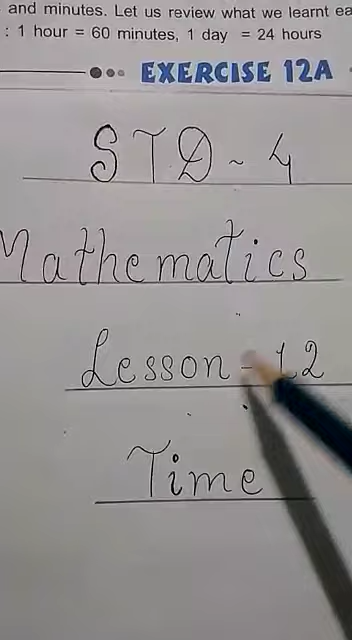 and minutes. Let us review what we learnt ea
: 1 hour = 60 minutes, 1 day = 24 hours
EXERCISE 12A
STD - 4
Mathematics
Lesson - 12
Time